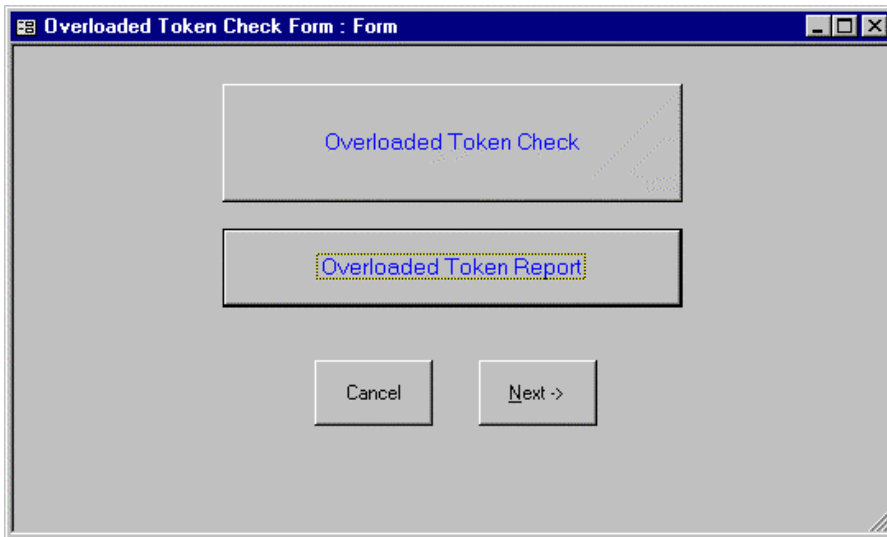 Overloaded Token Check Form : Form
Overloaded Token Check
Overloaded Token Report
Cancel
Next ->